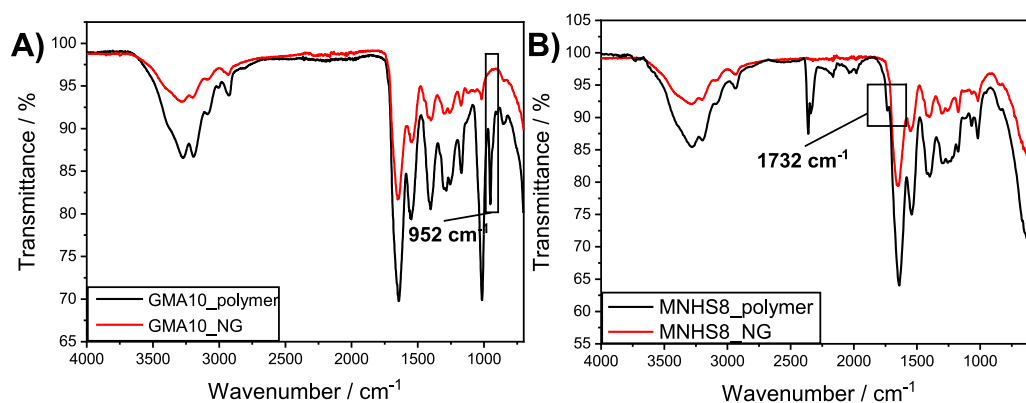 A)
Transmittance / %
100
95
90
85
80
75
70
65
952 cm⁻¹
GMA10_polymer
GMA10_NG
4000 3500 3000 2500 2000 1500 1000
Wavenumber / cm⁻¹
B)
Transmittance / %
105
100
95
90
85
80
75
70
65
60
55
1732 cm⁻¹
MNHS8_polymer
MNHS8_NG
4000 3500 3000 2500 2000 1500 1000
Wavenumber / cm⁻¹